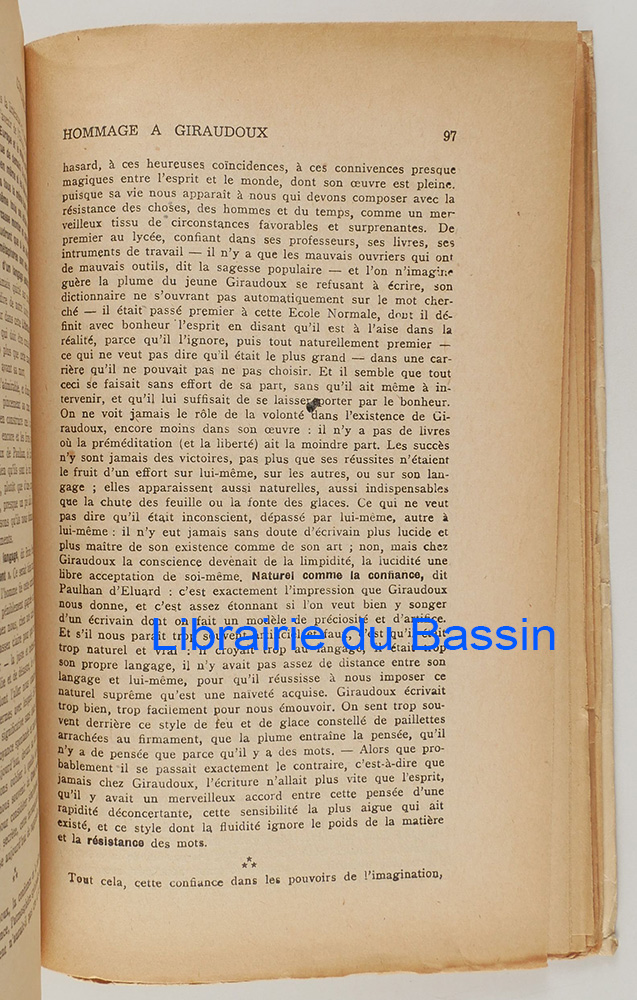 HOMMAGE A GIRAUDOUX 97
hasard, à ces heureuses coïncidences, à ces connivences presque
magiques entre l'esprit et le monde, dont son œuvre est pleine,
puisque sa vie nous apparaît à nous qui devons composer avec la
résistance des choses, des hommes et du temps, comme un mer-
veilleux tissu de circonstances favorables et surprenantes. De
premier au lycée, confiant dans ses professeurs, ses livres, ses
intruments de travail — il n'y a que les mauvais ouvriers qui ont
de mauvais outils, dit la sagesse populaire — et l'on n'imagine
guère la plume du jeune Giraudoux se refusant à écrire, son
dictionnaire ne s'ouvrant pas automatiquement sur le mot cher-
ché — il était passé premier à cette Ecole Normale, dont il dé-
finit avec bonheur l'esprit en disant qu'il est à l'aise dans la
réalité, parce qu'il l'ignore, puis tout naturellement premier —
ce qui ne veut pas dire qu'il était le plus grand — dans une car-
rière qu'il ne pouvait pas ne pas choisir. Et il semble que tout
ceci se faisait sans effort de sa part, sans qu'il ait même à in-
tervenir, et qu'il lui suffisait de se laisser porter par le bonheur.
On ne voit jamais le rôle de la volonté dans l'existence de Gi-
raudoux, encore moins dans son œuvre : il n'y a pas de livres
où la préméditation (et la liberté) ait la moindre part. Les succès
n'y sont jamais des victoires, pas plus que ses réussites n'étaient
le fruit d'un effort sur lui-même, sur les autres, ou sur son lan-
gage ; elles apparaissent aussi naturelles, aussi indispensables
que la chute des feuilles ou la fonte des glaces. Ce qui ne veut
pas dire qu'il était inconscient, dépassé par lui-même, autre à
lui-même : il n'y eut jamais sans doute d'écrivain plus lucide et
plus maître de son existence comme de son art ; non, mais chez
Giraudoux la conscience devenait de la limpidité, la lucidité une
libre acceptation de soi-même. Naturel comme la confiance, dit
Paulhan d'Eluard : c'est exactement l'impression que Giraudoux
nous donne, et c'est assez étonnant si l'on veut bien y songer
d'un écrivain dont on fait un modèle de préciosité et d'artifice.
Et s'il nous paraît trop souvent artificiel et faux, c'est qu'il était
trop naturel et vrai : il croyait trop au langage, il était trop
son propre langage, il n'y avait pas assez de distance entre son
langage et lui-même, pour qu'il réussisse à nous imposer ce
naturel suprême qu'est une naïveté acquise. Giraudoux écrivait
trop bien, trop facilement pour nous émouvoir. On sent trop sou-
vent derrière ce style de feu et de glace constellé de paillettes
arrachées au firmament, que la plume entraîne la pensée, qu'il
n'y a de pensée que parce qu'il y a des mots. — Alors que pro-
bablement il se passait exactement le contraire, c'est-à-dire que
jamais chez Giraudoux, l'écriture n'allait plus vite que l'esprit,
qu'il y avait un merveilleux accord entre cette pensée d'une
rapidité déconcertante, cette sensibilité la plus aigue qui ait
existé, et ce style dont la fluidité ignore le poids de la matière
et la résistance des mots.
⁂
Tout cela, cette confiance dans les pouvoirs de l'imagination,
Librairie du Bassin